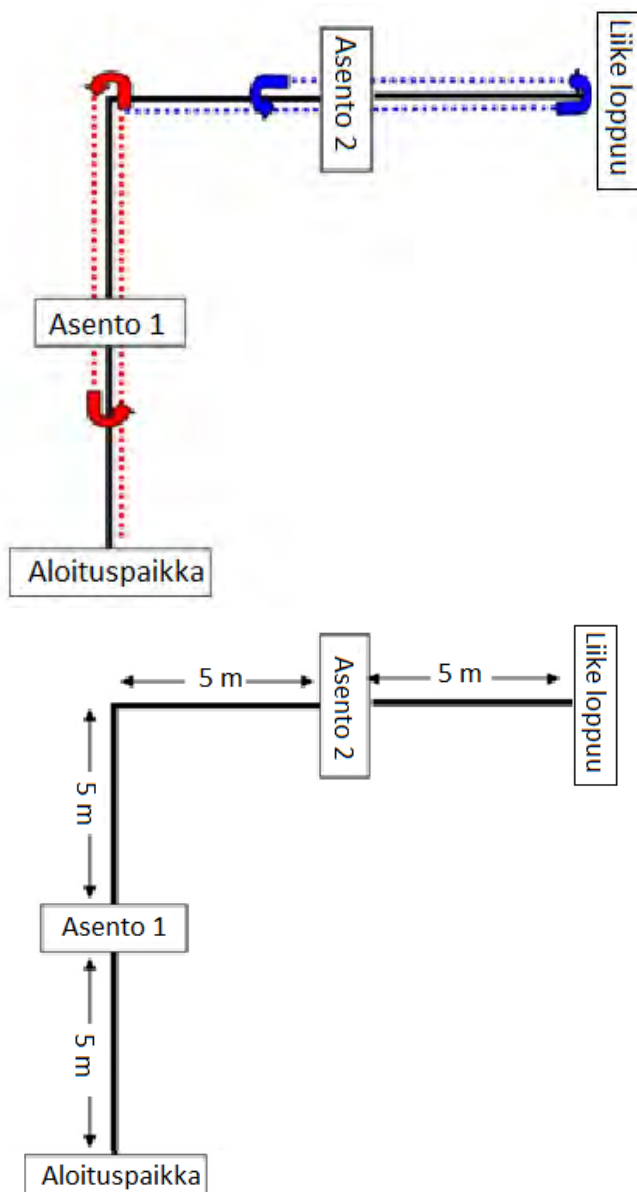 Asento 2
Liike loppuu
Asento 1
Aloituspaikka
5 m
Asento 2
5 m
Liike loppuu
5 m
Asento 1
5 m
Aloituspaikka